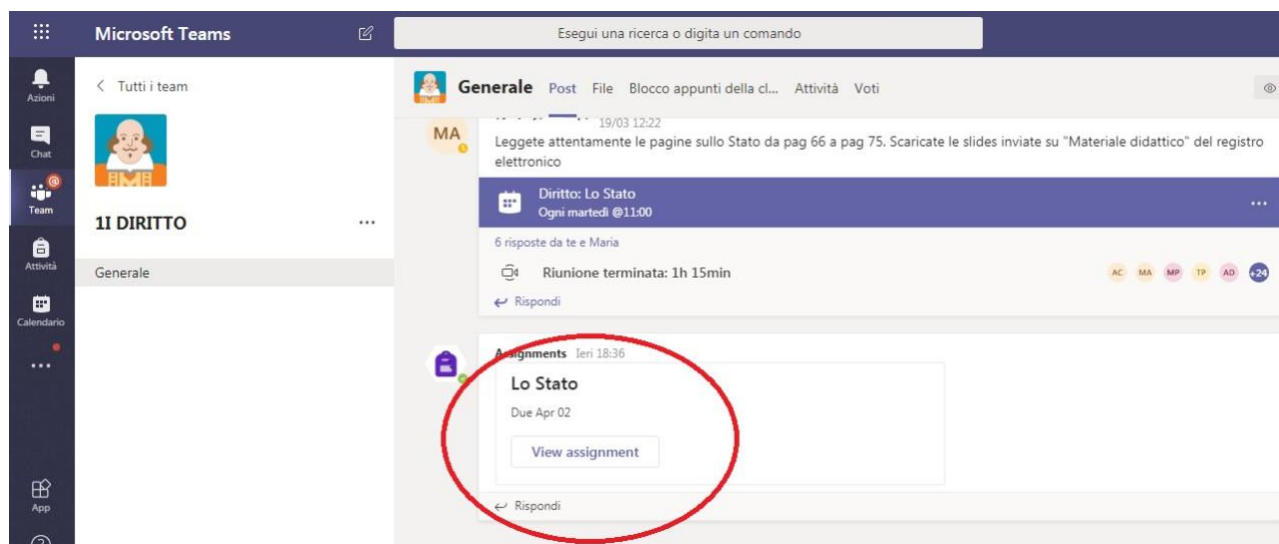 Microsoft Teams
Esegui una ricerca o digita un comando
Azioni
Chat
Team
Attività
Calendario
App
Tutti i team
1I DIRITTO
Generale
Generale Post File Blocco appunti della cl... Attività Voti
MA
19/03 12:22
Leggete attentamente le pagine sullo Stato da pag 66 a pag 75. Scaricate le slides inviate su "Materiale didattico" del registro
elettronico
Diritto: Lo Stato
Ogni martedì @11:00
6 risposte da te e Maria
Riunione terminata: 1h 15min
AC MA MP TP AD +24
Rispondi
Assignments Ieri 18:36
Lo Stato
Due Apr 02
View assignment
Rispondi